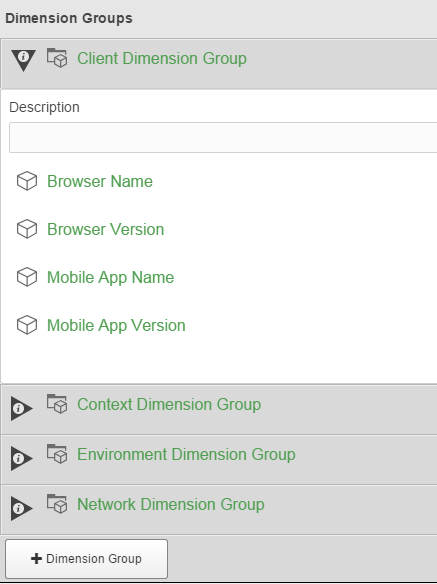 Dimension Groups
Client Dimension Group
Description
Browser Name
Browser Version
Mobile App Name
Mobile App Version
Context Dimension Group
Environment Dimension Group
Network Dimension Group
+ Dimension Group